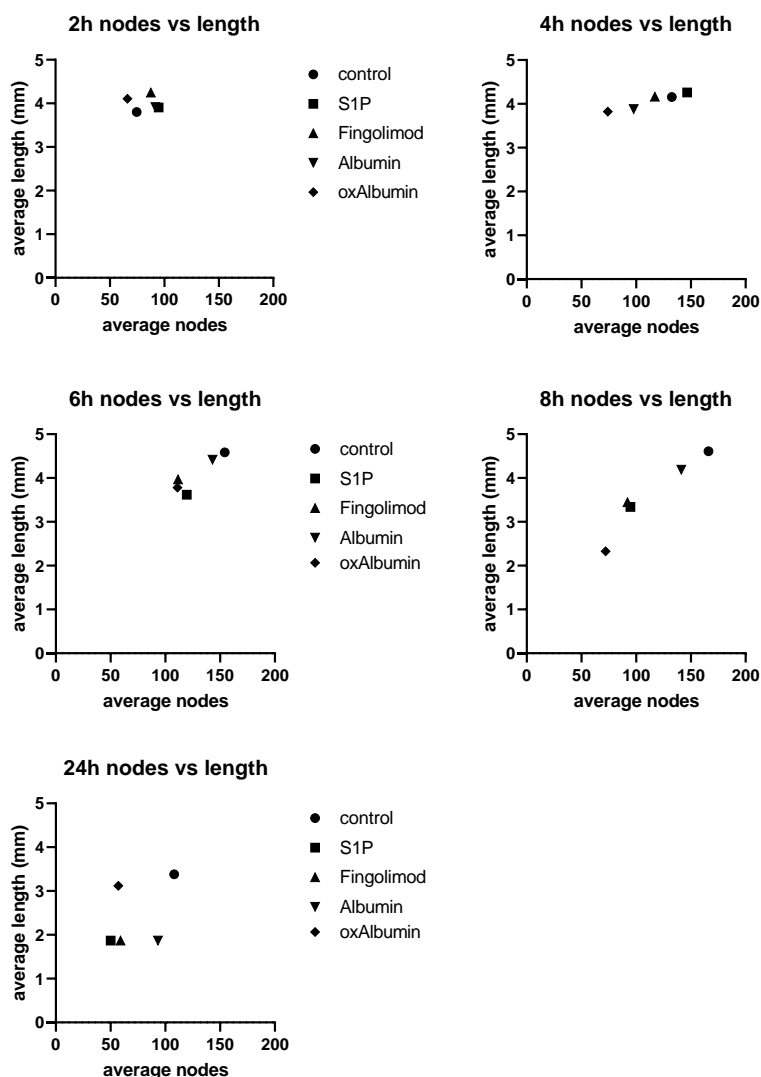 2h nodes vs length
average length (mm)
5
4
3
2
1
0
0 50 100 150 200
average nodes
control
S1P
Fingolimod
Albumin
oxAlbumin
4h nodes vs length
average length (mm)
5
4
3
2
1
0
0 50 100 150 200
average nodes
6h nodes vs length
average length (mm)
5
4
3
2
1
0
0 50 100 150 200
average nodes
control
S1P
Fingolimod
Albumin
oxAlbumin
8h nodes vs length
average length (mm)
5
4
3
2
1
0
0 50 100 150 200
average nodes
24h nodes vs length
average length (mm)
5
4
3
2
1
0
0 50 100 150 200
average nodes
control
S1P
Fingolimod
Albumin
oxAlbumin